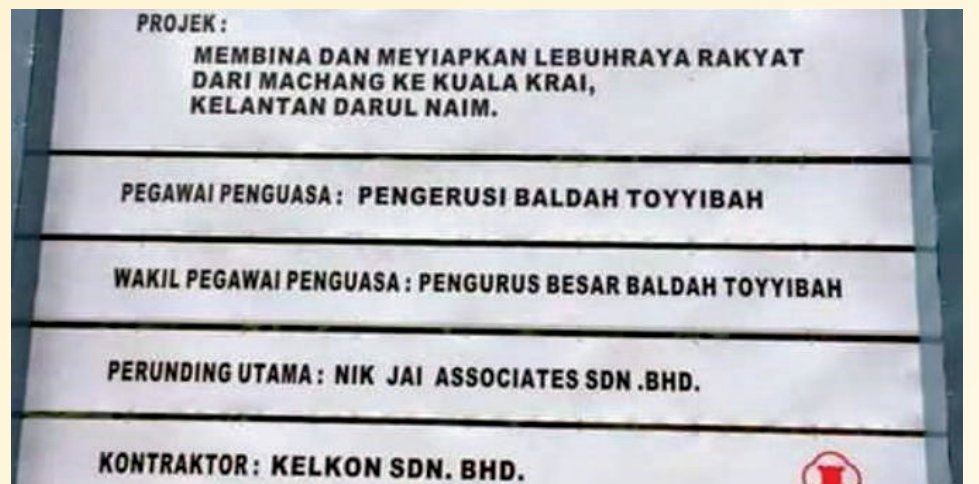 PROJEK :
MEMBINA DAN MEYIAPKAN LEBUHRAYA RAKYAT
DARI MACHANG KE KUALA KRAI,
KELANTAN DARUL NAIM.
PEGAWAI PENGUASA : PENGERUSI BALDAH TOYYIBAH
WAKIL PEGAWAI PENGUASA : PENGURUS BESAR BALDAH TOYYIBAH
PERUNDING UTAMA : NIK JAI ASSOCIATES SDN .BHD.
KONTRAKTOR : KELKON SDN. BHD.